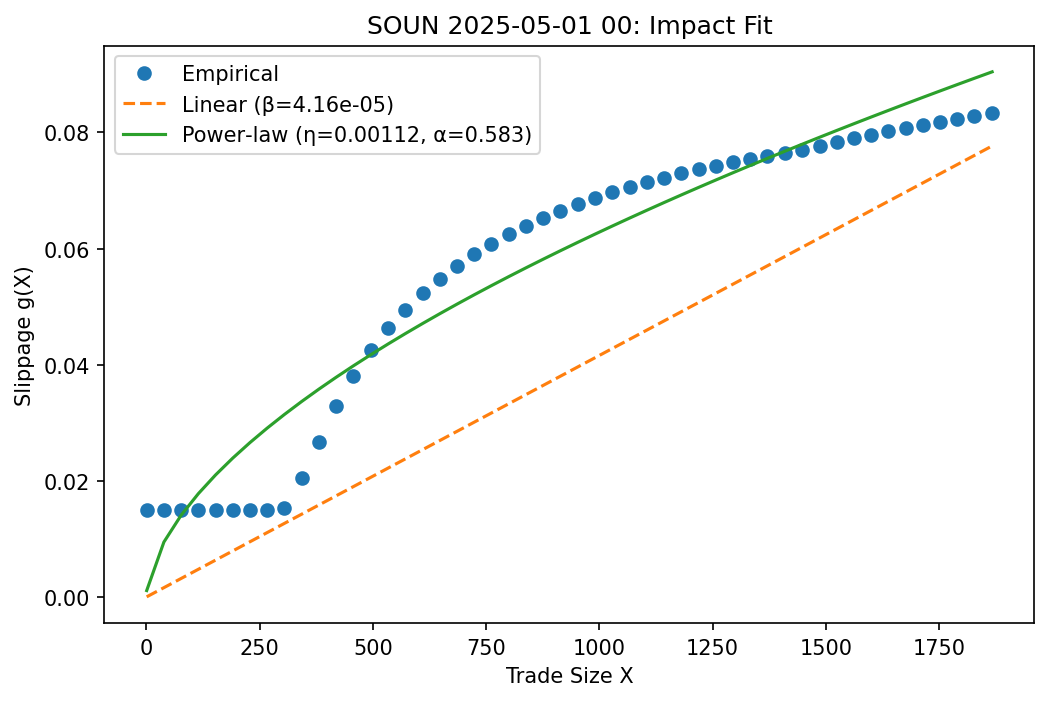 SOUN 2025-05-01 00: Impact Fit
Empirical
Linear (β=4.16e-05)
Power-law (η=0.00112, α=0.583)
Slippage g(X)
0.08
0.06
0.04
0.02
0.00
0 250 500 750 1000 1250 1500 1750
Trade Size X